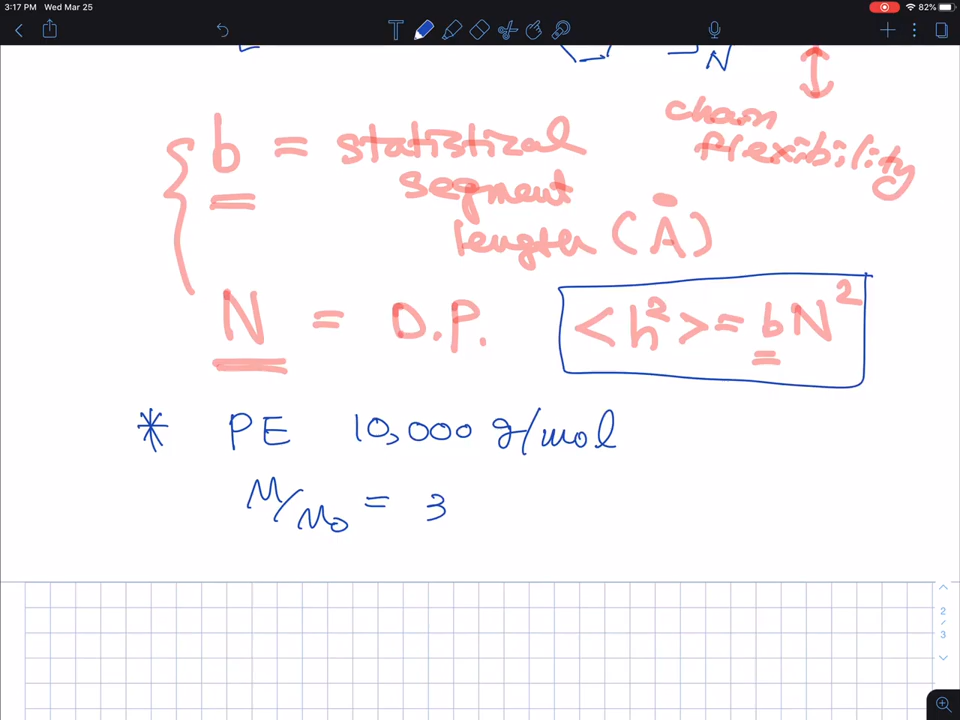 3:17 PM Wed Mar 25
82%
N
chain
flexibility
b = statistical
segment
length (Å)
N = D.P. <h²> = bN²
* PE 10,000 g/mol
M/Mo = 3
2
/
3